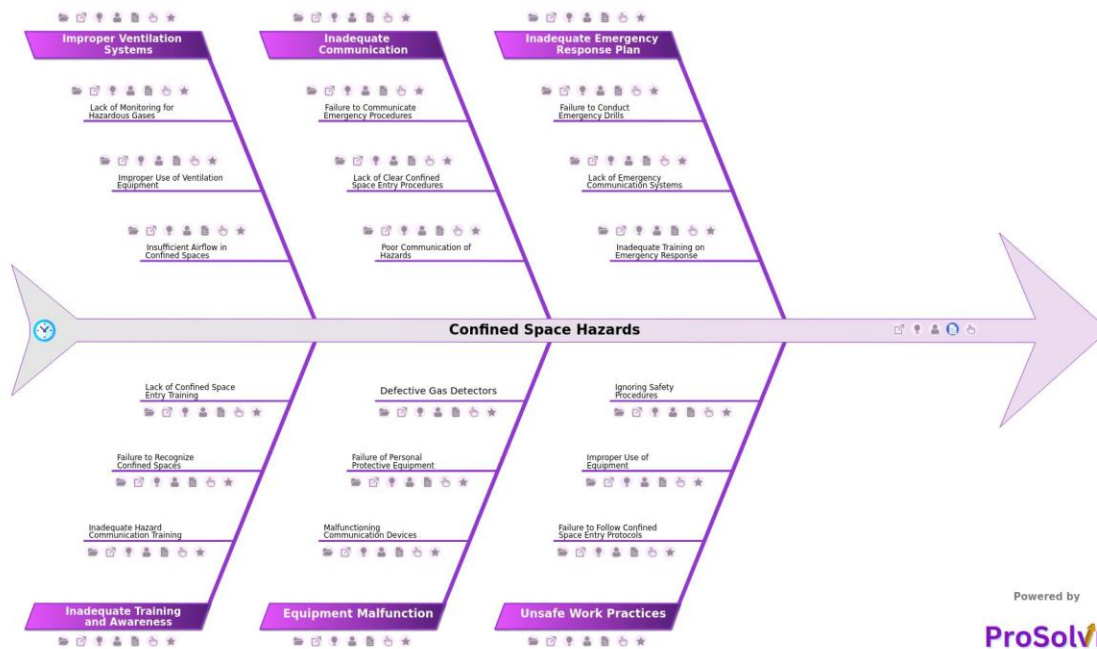 Improper Ventilation
Systems
Inadequate
Communication
Inadequate Emergency
Response Plan
Lack of Monitoring for
Hazardous Gases
Failure to Communicate
Emergency Procedures
Failure to Conduct
Emergency Drills
Improper Use of Ventilation
Equipment
Lack of Clear Confined
Space Entry Procedures
Lack of Emergency
Communication Systems
Insufficient Airflow in
Confined Spaces
Poor Communication of
Hazards
Inadequate Training on
Emergency Response
Confined Space Hazards
Lack of Confined Space
Entry Training
Defective Gas Detectors
Ignoring Safety
Procedures
Failure to Recognize
Confined Spaces
Failure of Personal
Protective Equipment
Improper Use of
Equipment
Inadequate Hazard
Communication Training
Malfunctioning
Communication Devices
Failure to Follow Confined
Space Entry Protocols
Inadequate Training
and Awareness
Equipment Malfunction
Unsafe Work Practices
Powered by